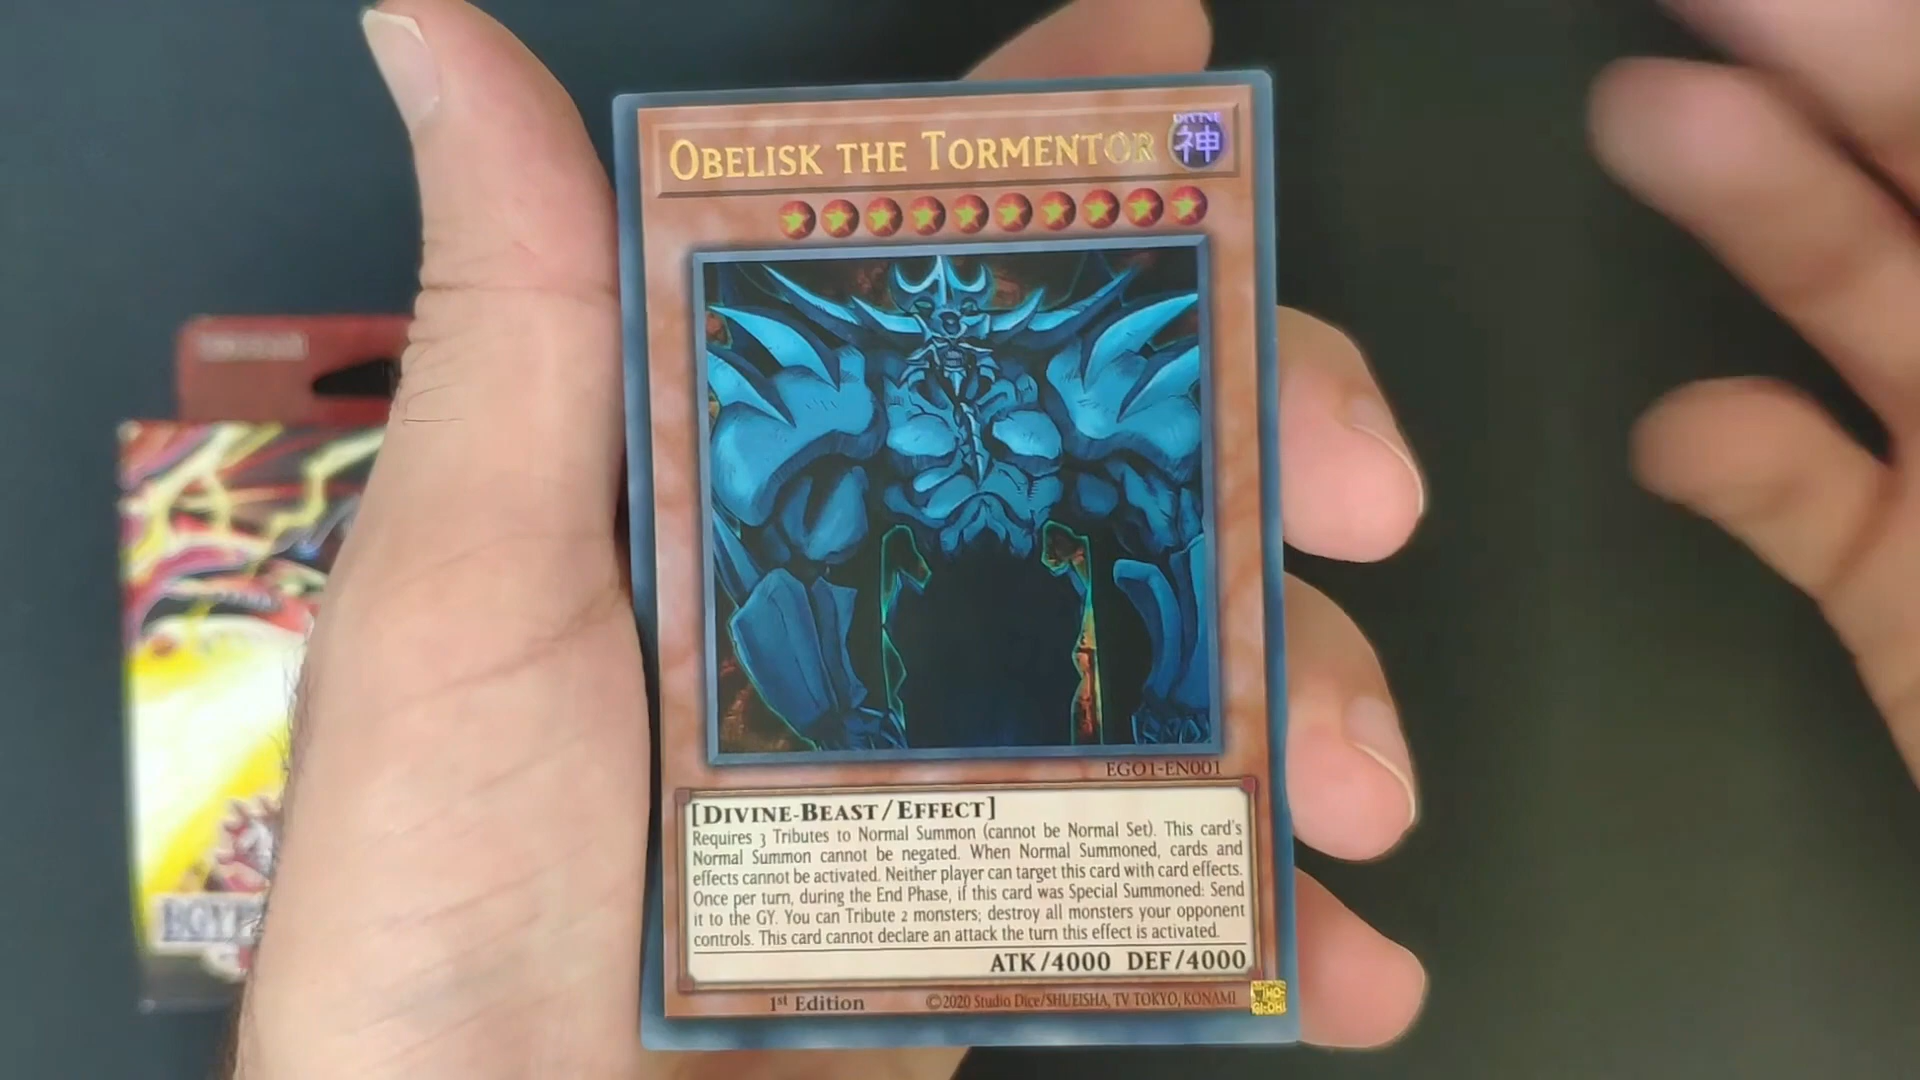 OBELISK THE TORMENTOR
DIVINE
神
EGO1-EN001
[DIVINE-BEAST/EFFECT]
Requires 3 Tributes to Normal Summon (cannot be Normal Set). This card's
Normal Summon cannot be negated. When Normal Summoned, cards and
effects cannot be activated. Neither player can target this card with card effects.
Once per turn, during the End Phase, if this card was Special Summoned: Send
it to the GY. You can Tribute 2 monsters; destroy all monsters your opponent
controls. This card cannot declare an attack the turn this effect is activated.
ATK/4000 DEF/4000
1st Edition
©2020 Studio Dice/SHUEISHA, TV TOKYO, KONAMI